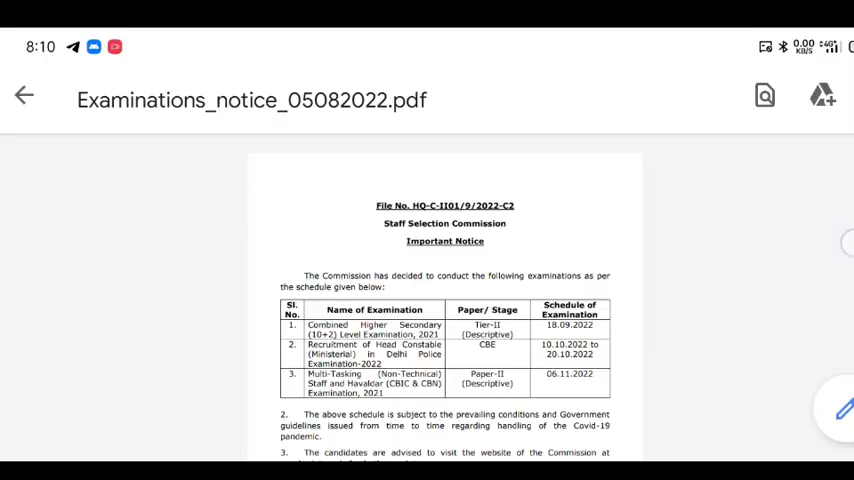 8:10
0.00 KB/S 4G+
Examinations_notice_05082022.pdf
File No. HQ-C-II01/9/2022-C2
Staff Selection Commission
Important Notice
The Commission has decided to conduct the following examinations as per
the schedule given below:
Sl. No. Name of Examination Paper/ Stage Schedule of Examination
1. Combined Higher Secondary (10+2) Level Examination, 2021 Tier-II (Descriptive) 18.09.2022
2. Recruitment of Head Constable (Ministerial) in Delhi Police Examination-2022 CBE 10.10.2022 to 20.10.2022
3. Multi-Tasking (Non-Technical) Staff and Havaldar (CBIC & CBN) Examination, 2021 Paper-II (Descriptive) 06.11.2022
2. The above schedule is subject to the prevailing conditions and Government
guidelines issued from time to time regarding handling of the Covid-19
pandemic.
3. The candidates are advised to visit the website of the Commission at